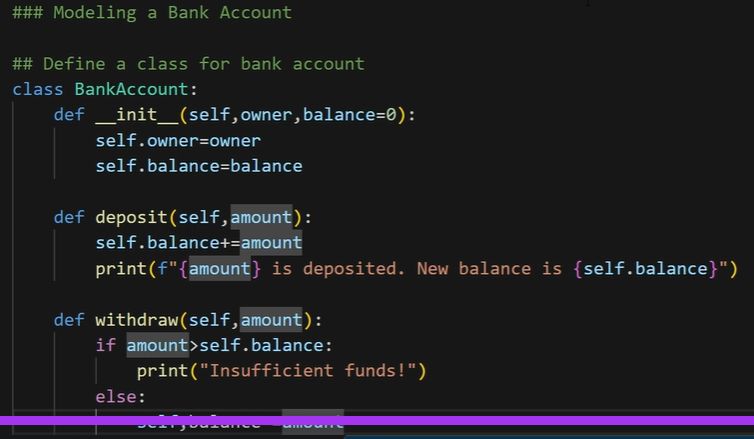 ### Modeling a Bank Account
## Define a class for bank account
class BankAccount:
def __init__(self,owner,balance=0):
self.owner=owner
self.balance=balance
def deposit(self,amount):
self.balance+=amount
print(f"{amount} is deposited. New balance is {self.balance}")
def withdraw(self,amount):
if amount>self.balance:
print("Insufficient funds!")
else:
amount